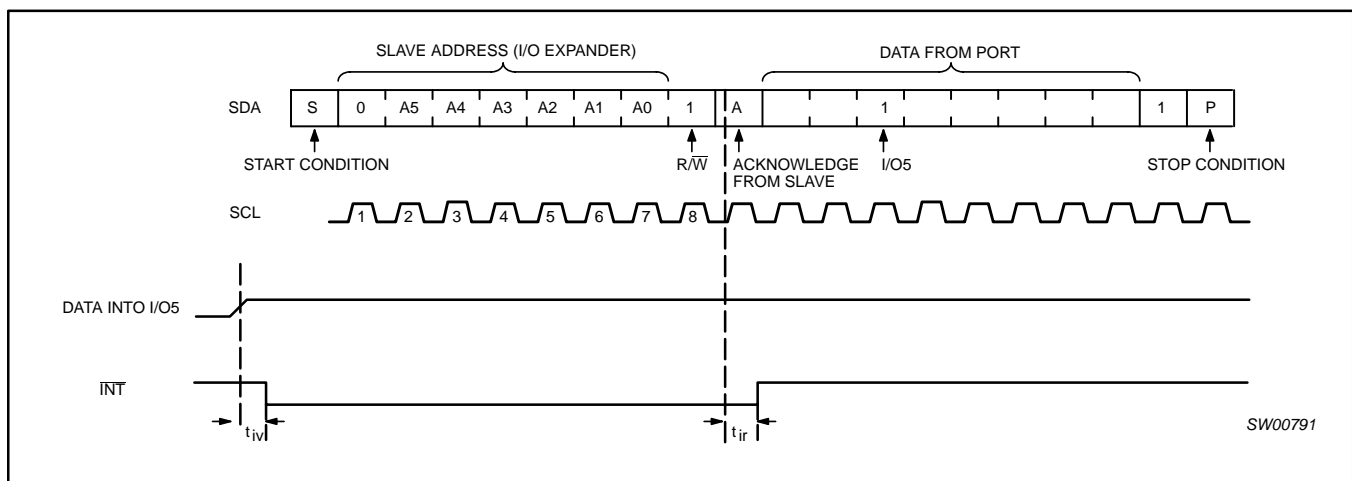 SLAVE ADDRESS (I/O EXPANDER) DATA FROM PORT
SDA S 0 A5 A4 A3 A2 A1 A0 1 A 1 1 P
START CONDITION R/W̅ ACKNOWLEDGE FROM SLAVE I/O5 STOP CONDITION
SCL 1 2 3 4 5 6 7 8
DATA INTO I/O5
I̅N̅T̅
tiv tir
SW00791